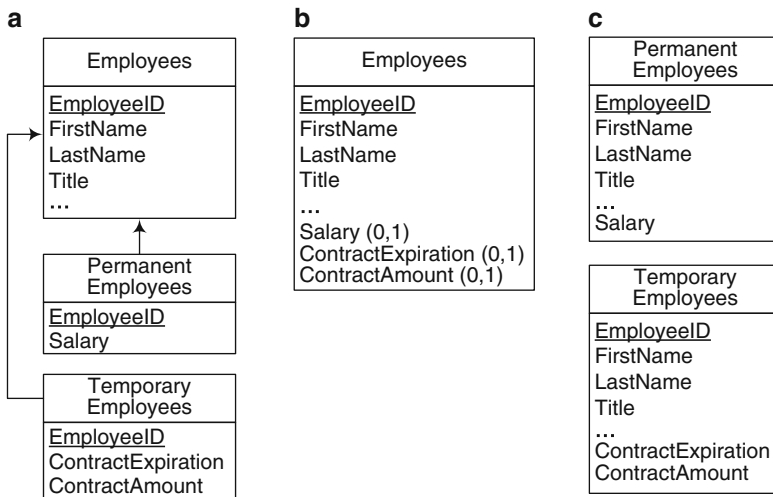 a
Employees
EmployeeID
FirstName
LastName
Title
...
Permanent
Employees
EmployeeID
Salary
Temporary
Employees
EmployeeID
ContractExpiration
ContractAmount
b
Employees
EmployeeID
FirstName
LastName
Title
...
Salary (0,1)
ContractExpiration (0,1)
ContractAmount (0,1)
c
Permanent
Employees
EmployeeID
FirstName
LastName
Title
...
Salary
Temporary
Employees
EmployeeID
FirstName
LastName
Title
...
ContractExpiration
ContractAmount